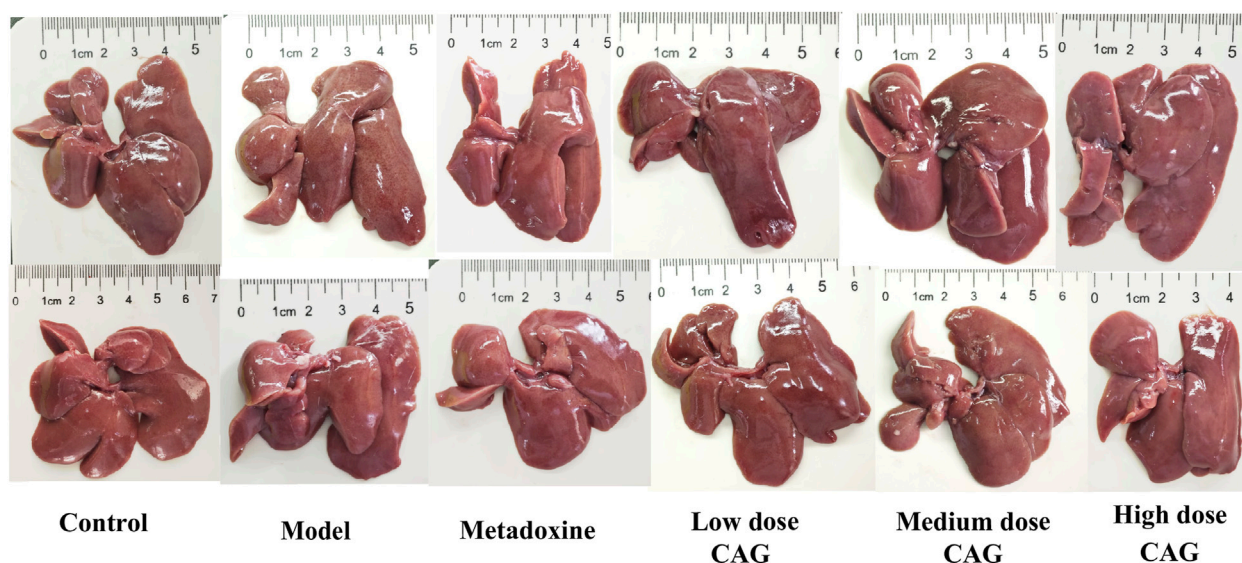 0 1cm 2 3 4 5
0 1cm 2 3 4 5
0 1cm 2 3 4 5
0 1cm 2 3 4 5
0 1cm 2 3 4 5
0 1cm 2 3 4 5
0 1cm 2 3 4 5 6 7
0 1cm 2 3 4 5
0 1cm 2 3 4 5
0 1cm 2 3 4 5
0 1cm 2 3 4 5 6
0 1cm 2 3 4
Control
Model
Metadoxine
Low dose
CAG
Medium dose
CAG
High dose
CAG